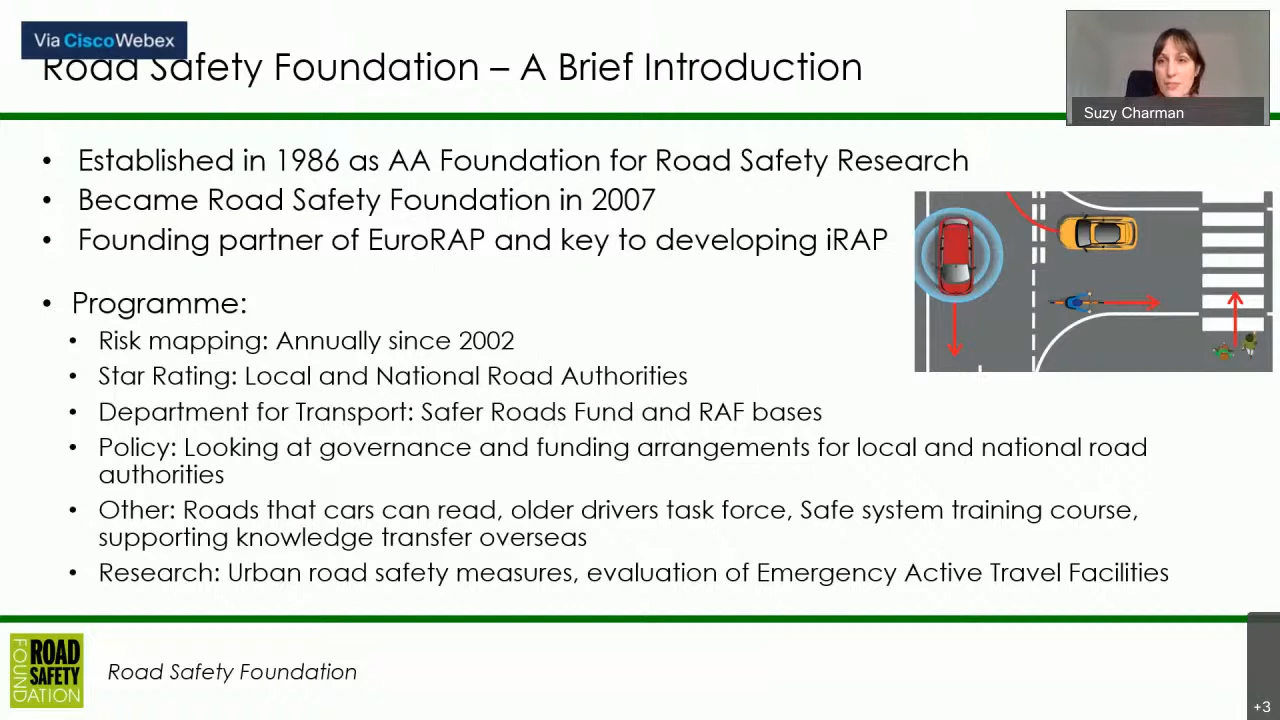 Via Cisco Webex
Road Safety Foundation – A Brief Introduction
Suzy Charman
• Established in 1986 as AA Foundation for Road Safety Research
• Became Road Safety Foundation in 2007
• Founding partner of EuroRAP and key to developing iRAP
• Programme:
• Risk mapping: Annually since 2002
• Star Rating: Local and National Road Authorities
• Department for Transport: Safer Roads Fund and RAF bases
• Policy: Looking at governance and funding arrangements for local and national road
authorities
• Other: Roads that cars can read, older drivers task force, Safe system training course,
supporting knowledge transfer overseas
• Research: Urban road safety measures, evaluation of Emergency Active Travel Facilities
ROAD
SAFETY
FOUNDATION
Road Safety Foundation
+3